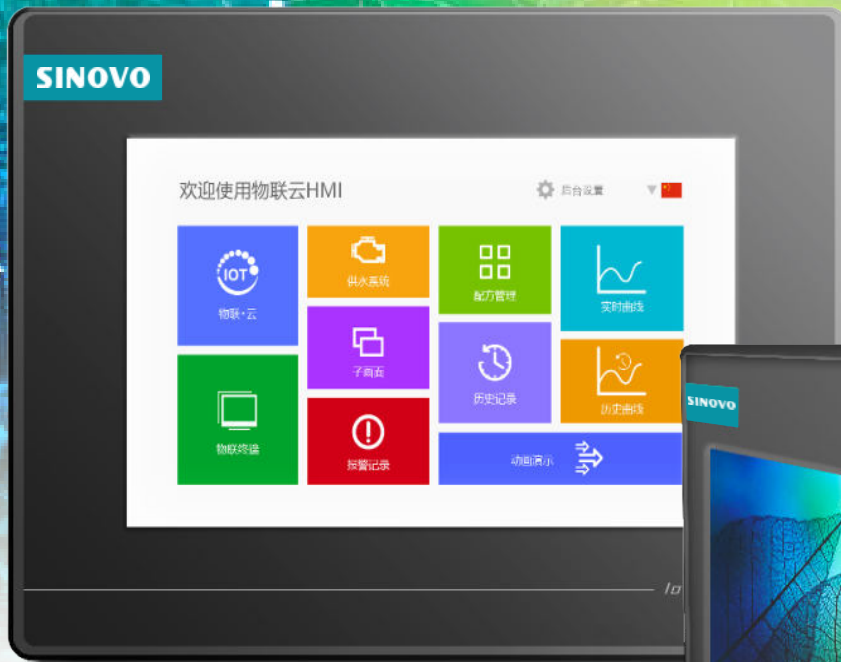 SINOVO
欢迎使用物联云HMI
后台设置
IOT
物联·云
供水系统
配方管理
实时曲线
子画面
历史记录
历史曲线
物联终端
报警记录
动画演示
SINOVO